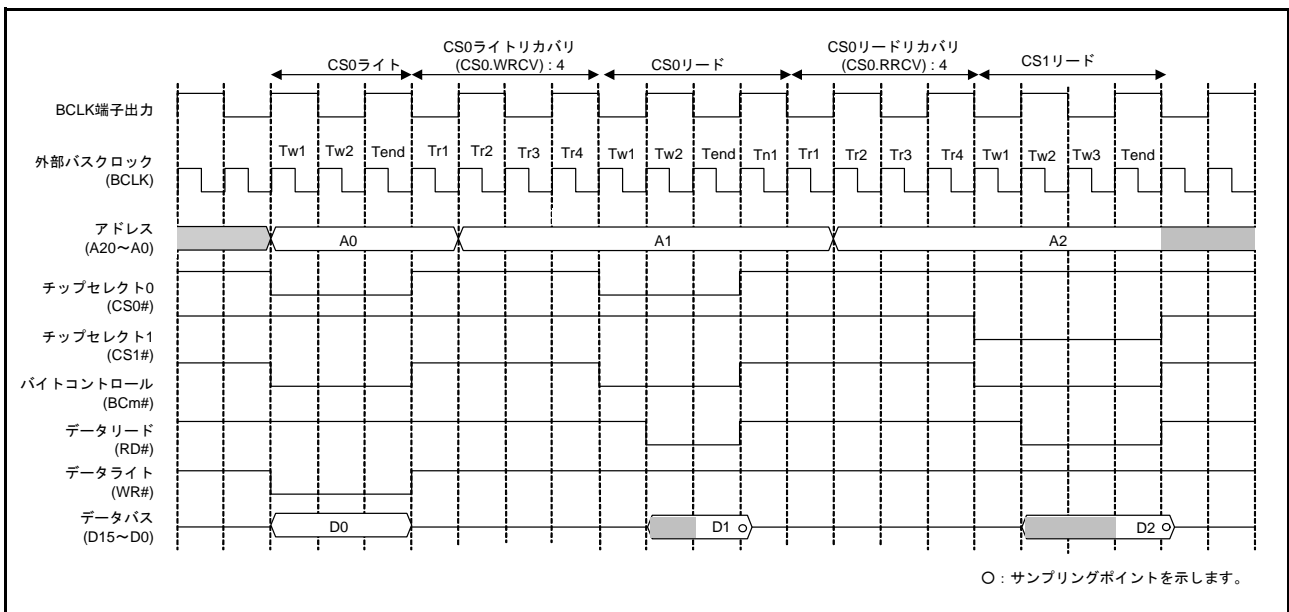 CS0ライト
CS0ライトリカバリ
(CS0.WRCV) : 4
CS0リード
CS0リードリカバリ
(CS0.RRCV) : 4
CS1リード
BCLK端子出力
外部バスクロック
(BCLK)
Tw1 Tw2 Tend Tr1 Tr2 Tr3 Tr4 Tw1 Tw2 Tend Tn1 Tr1 Tr2 Tr3 Tr4 Tw1 Tw2 Tw3 Tend
アドレス
(A20～A0)
A0 A1 A2
チップセレクト0
(CS0#)
チップセレクト1
(CS1#)
バイトコントロール
(BCm#)
データリード
(RD#)
データライト
(WR#)
データバス
(D15～D0)
D0 D1 D2
○：サンプリングポイントを示します。